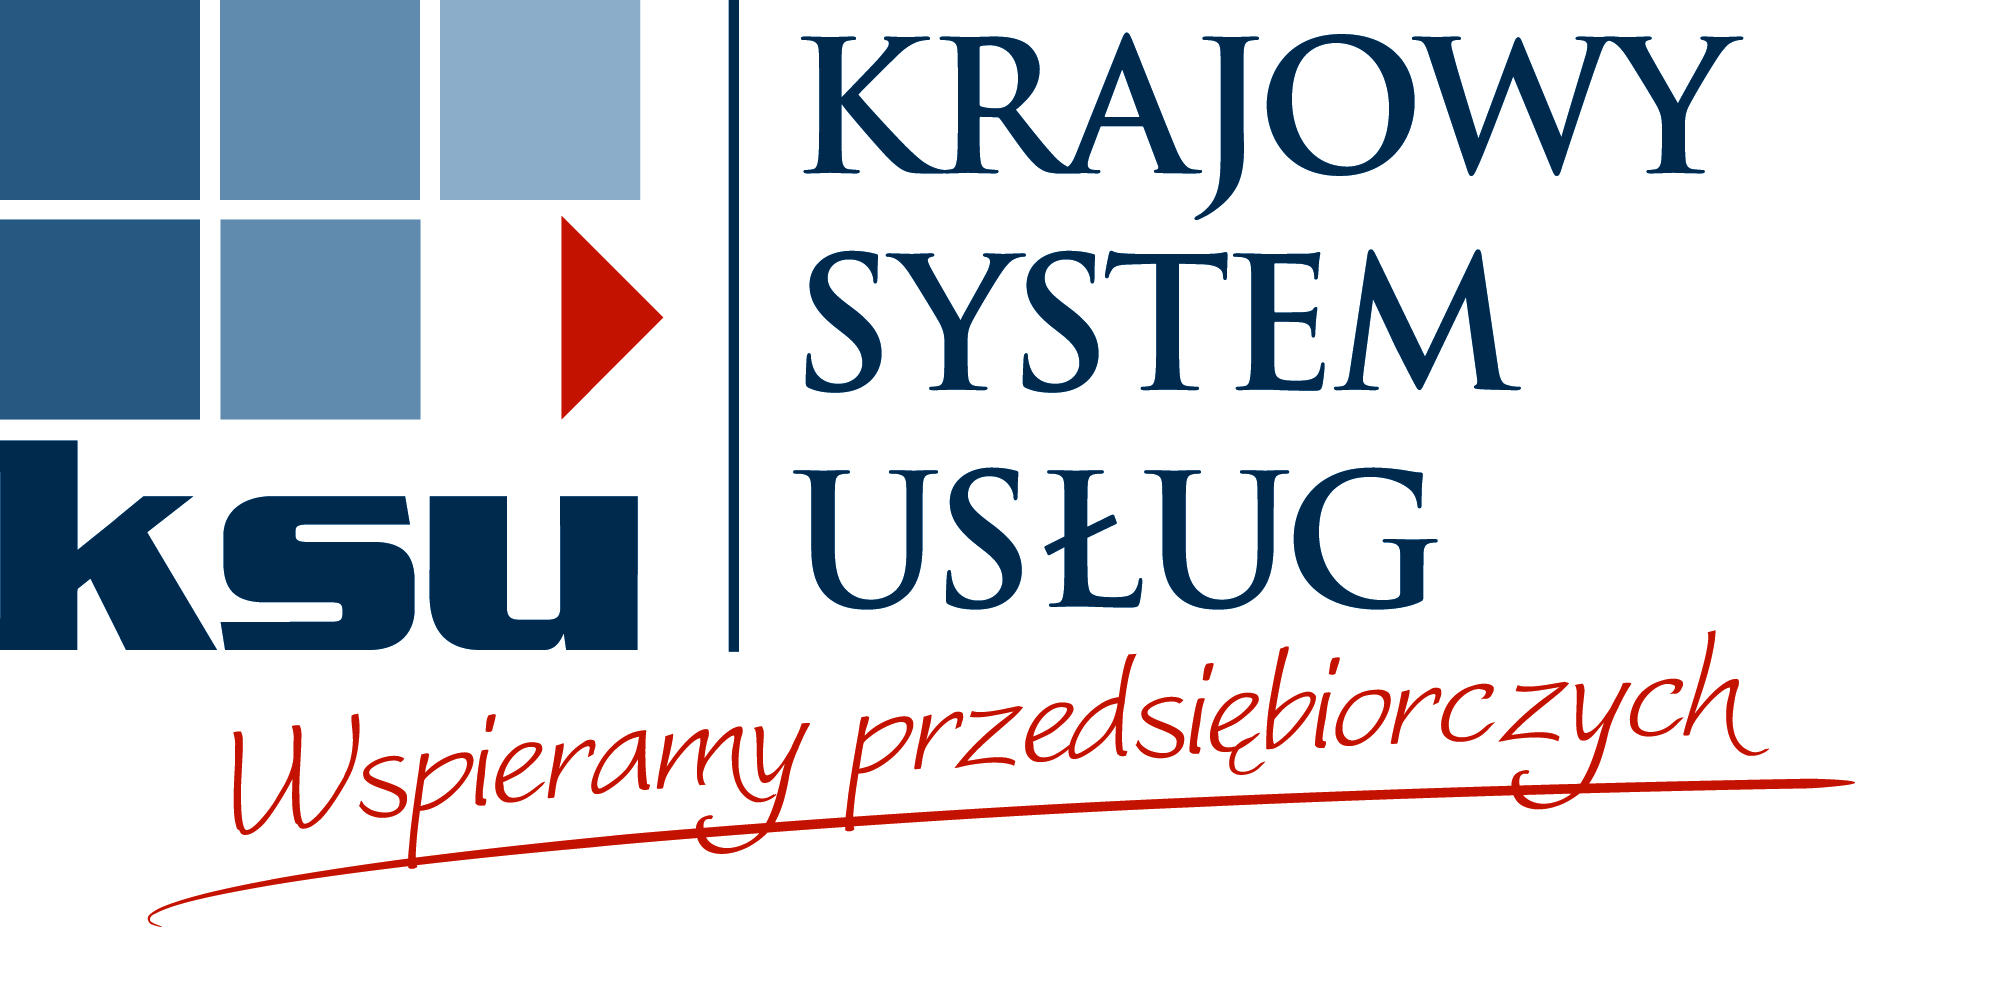 KRAJOWY
SYSTEM
USŁUG
ksu
Wspieramy przedsiębiorczych